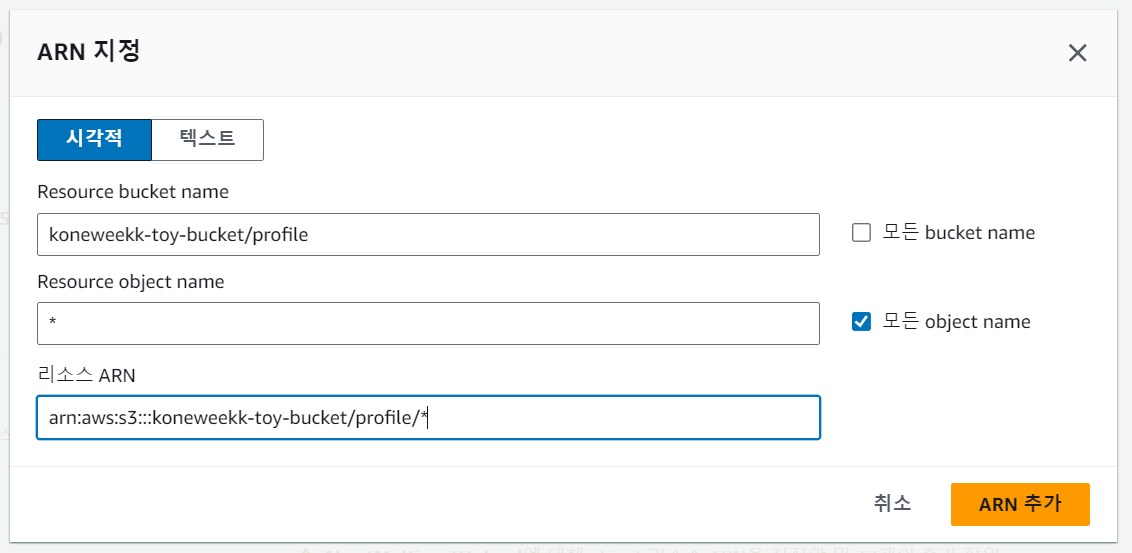 ARN 지정
시각적 텍스트
Resource bucket name
koneweekk-toy-bucket/profile 모든 bucket name
Resource object name
* 모든 object name
리소스 ARN
arn:aws:s3:::koneweekk-toy-bucket/profile/*
취소 ARN 추가